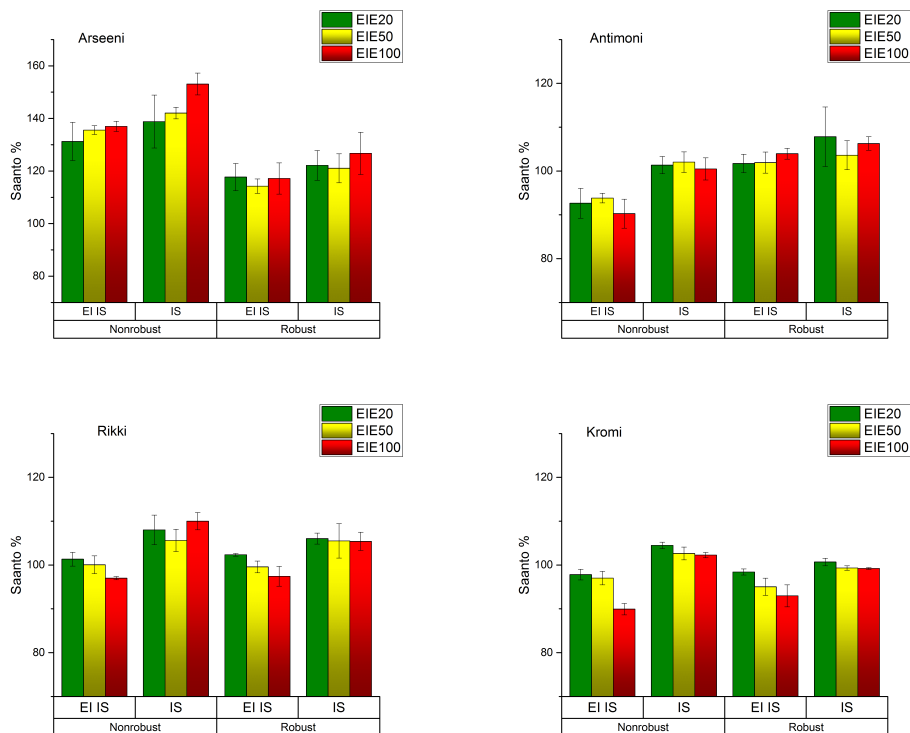 Arseeni
EIE20
EIE50
EIE100
Saanto %
160
140
120
100
80
EI IS
IS
EI IS
IS
Nonrobust
Robust
Antimoni
EIE20
EIE50
EIE100
Saanto %
120
100
80
EI IS
IS
EI IS
IS
Nonrobust
Robust
Rikki
EIE20
EIE50
EIE100
Saanto %
120
100
80
EI IS
IS
EI IS
IS
Nonrobust
Robust
Kromi
EIE20
EIE50
EIE100
Saanto %
120
100
80
EI IS
IS
EI IS
IS
Nonrobust
Robust